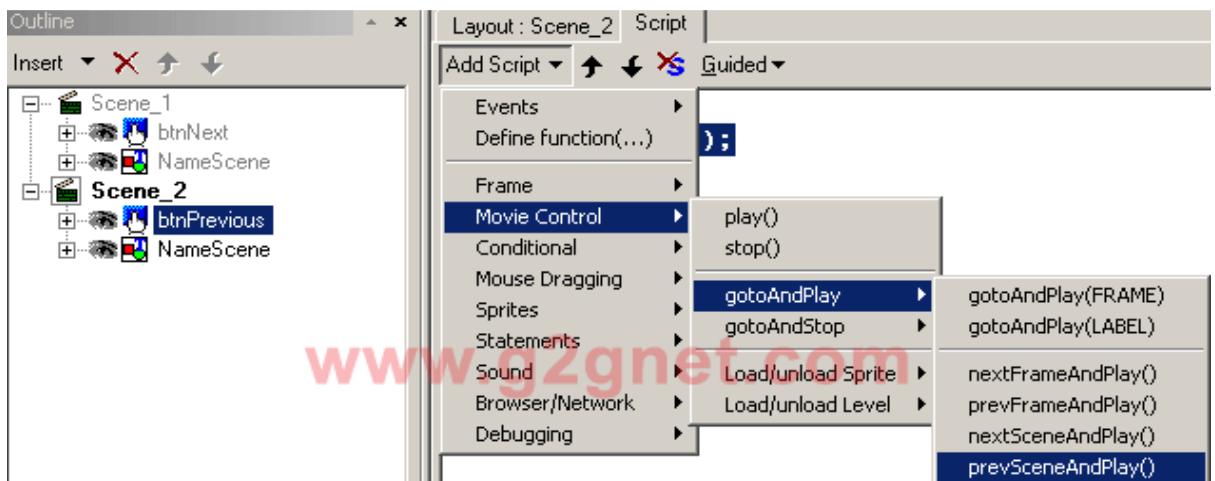 Outline
Insert
Scene_1
btnNext
NameScene
Scene_2
btnPrevious
NameScene
Layout : Scene_2 Script
Add Script Guided
);
Events
Define function(...)
Frame
Movie Control
Conditional
Mouse Dragging
Sprites
Statements
Sound
Browser/Network
Debugging
play()
stop()
gotoAndPlay
gotoAndStop
Load/unload Sprite
Load/unload Level
gotoAndPlay(FRAME)
gotoAndPlay(LABEL)
nextFrameAndPlay()
prevFrameAndPlay()
nextSceneAndPlay()
prevSceneAndPlay()
www.g2gnet.com